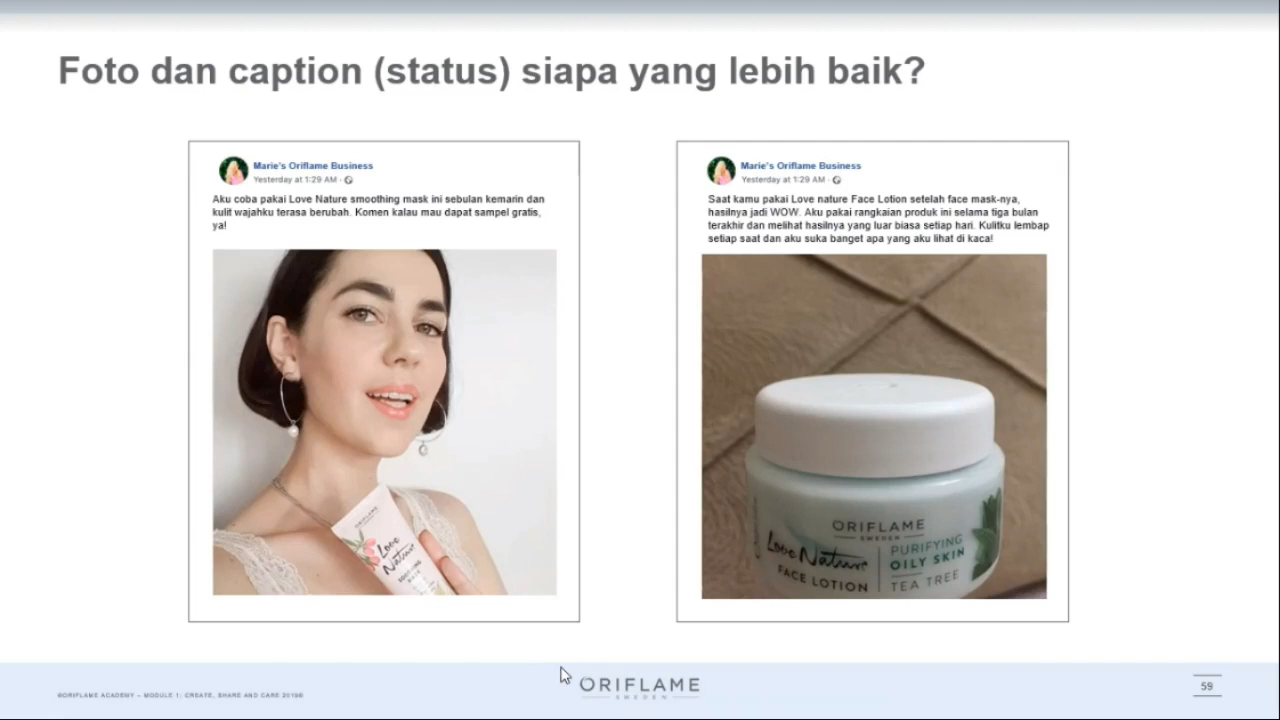 Foto dan caption (status) siapa yang lebih baik?
Marie's Oriflame Business
Yesterday at 1:29 AM ·
Aku coba pakai Love Nature smoothing mask ini sebulan kemarin dan
kulit wajahku terasa berubah. Komen kalau mau dapat sampel gratis,
ya!
ORIFLAME
Love
Nature
Marie's Oriflame Business
Yesterday at 1:29 AM ·
Saat kamu pakai Love nature Face Lotion setelah face mask-nya,
hasilnya jadi WOW. Aku pakai rangkaian produk ini selama tiga bulan
terakhir dan melihat hasilnya yang luar biasa setiap hari. Kulitku lembap
setiap saat dan aku suka banget apa yang aku lihat di kaca!
ORIFLAME
SWEDEN
Love Nature
FACE LOTION
PURIFYING
OILY SKIN
TEA TREE
©ORIFLAME ACADEMY – MODULE 1: CREATE, SHARE AND CARE 2019©
ORIFLAME
SWEDEN
59